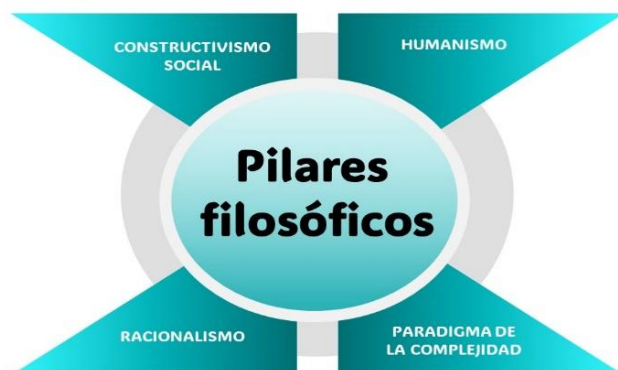 CONSTRUCTIVISMO
SOCIAL
HUMANISMO
Pilares
filosóficos
RACIONALISMO
PARADIGMA DE
LA COMPLEJIDAD